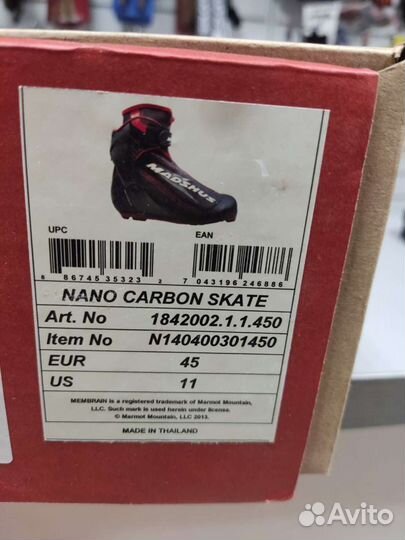 MADSHUS
UPC EAN
8 86745 35323 2 7 043196 246886
NANO CARBON SKATE
Art. No 1842002.1.1.450
Item No N140400301450
EUR 45
US 11
MEMBRAIN is a registered trademark of Marmot Mountain,
LLC. Such mark is used herein under license.
© Marmot Mountain, LLC 2013.
MADE IN THAILAND
Avito